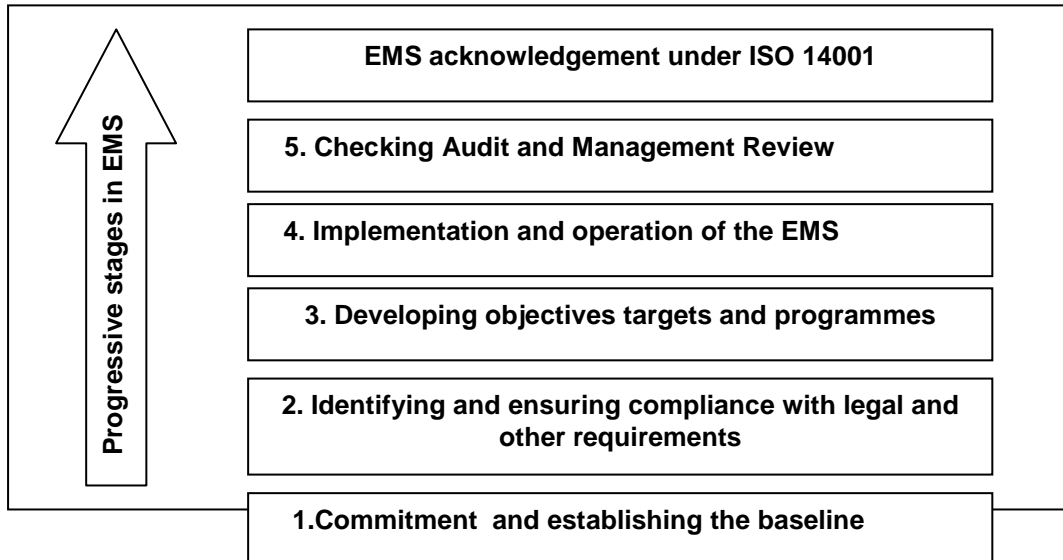 Progressive stages in EMS
EMS acknowledgement under ISO 14001
5. Checking Audit and Management Review
4. Implementation and operation of the EMS
3. Developing objectives targets and programmes
2. Identifying and ensuring compliance with legal and
other requirements
1.Commitment and establishing the baseline